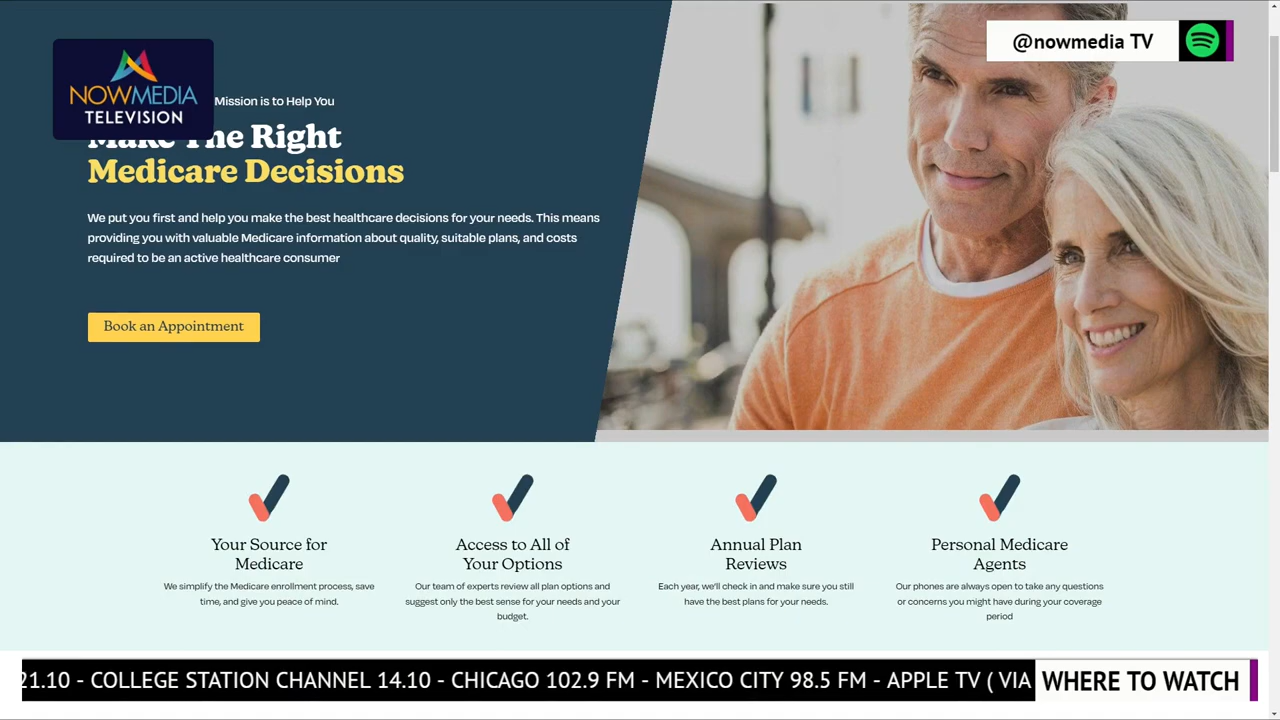 @nowmedia TV
NOWMEDIA
TELEVISION
Mission is to Help You
Make The Right
Medicare Decisions
We put you first and help you make the best healthcare decisions for your needs. This means
providing you with valuable Medicare information about quality, suitable plans, and costs
required to be an active healthcare consumer
Book an Appointment
Your Source for
Medicare
We simplify the Medicare enrollment process, save
time, and give you peace of mind.
Access to All of
Your Options
Our team of experts review all plan options and
suggest only the best sense for your needs and your
budget.
Annual Plan
Reviews
Each year, we'll check in and make sure you still
have the best plans for your needs.
Personal Medicare
Agents
Our phones are always open to take any questions
or concerns you might have during your coverage
period
21.10 - COLLEGE STATION CHANNEL 14.10 - CHICAGO 102.9 FM - MEXICO CITY 98.5 FM - APPLE TV ( VIA
WHERE TO WATCH